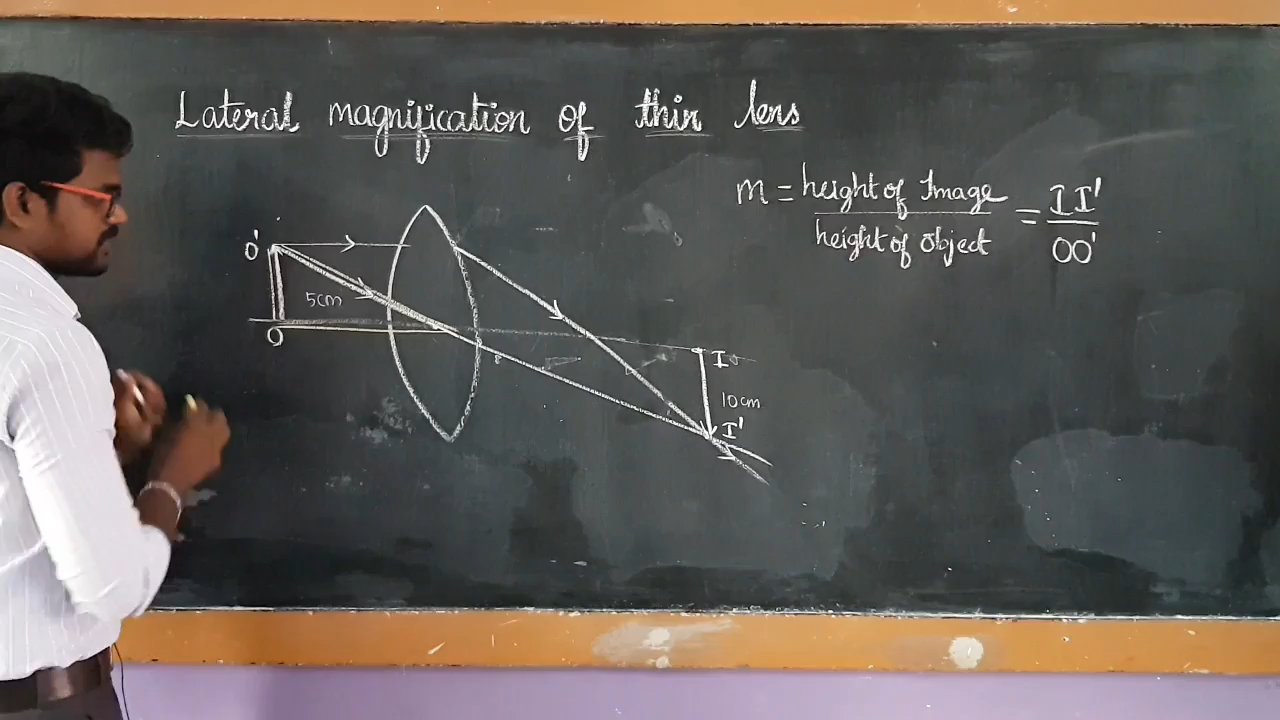 Lateral magnification of thin lens
m = height of Image / height of object = II' / OO'
O'
5cm
O
I
10cm
I'